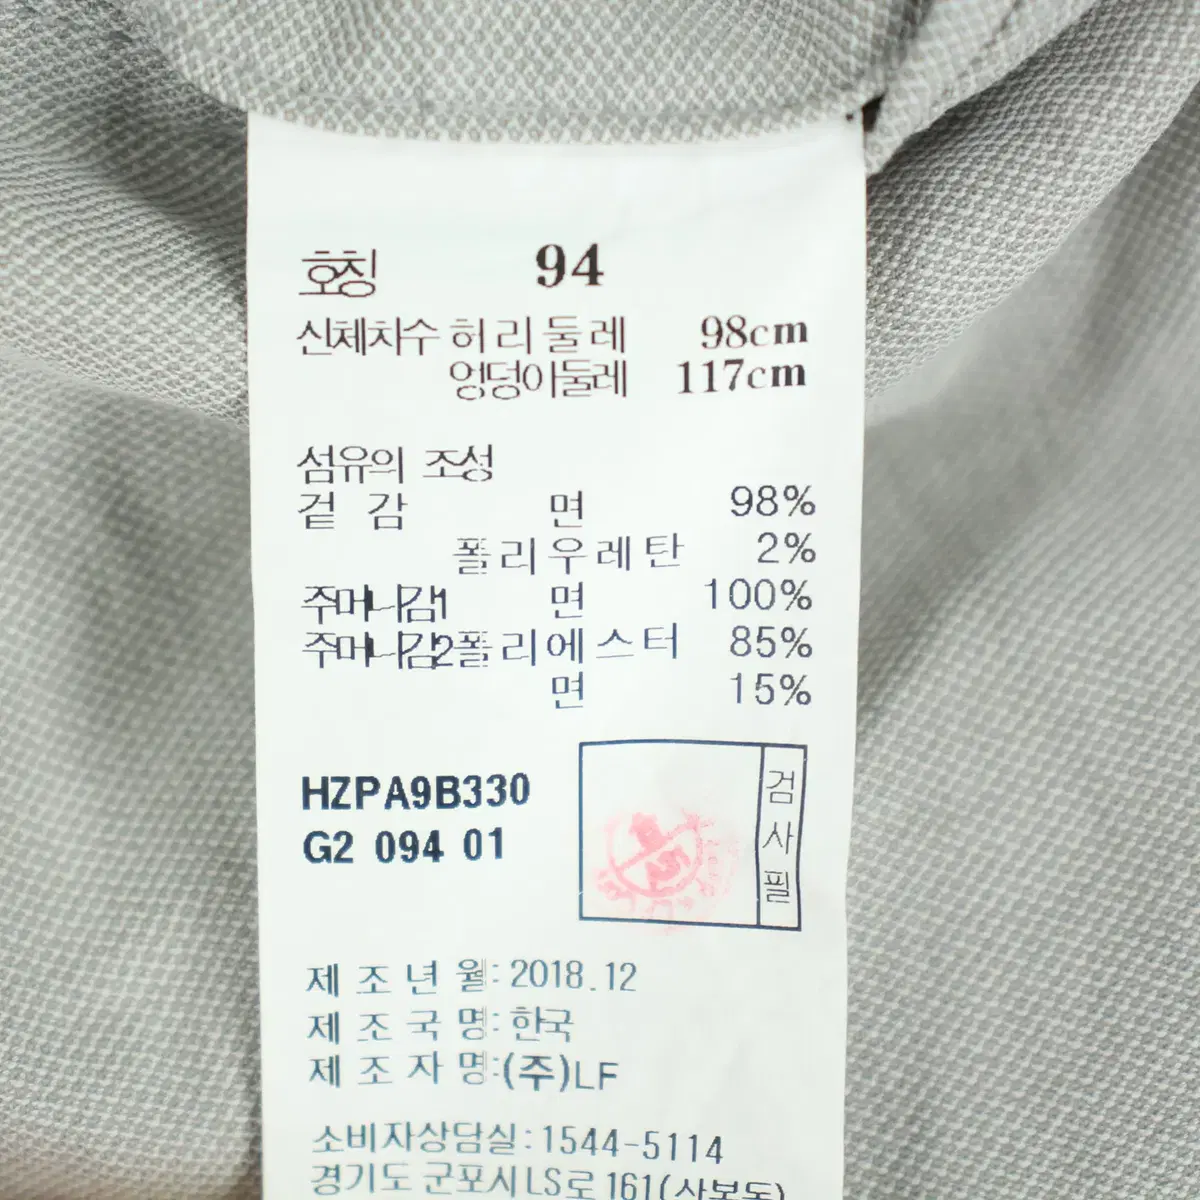 호칭 94
신체치수 허리둘레 98cm
엉덩이둘레 117cm
섬유의 조성
겉감 면 98%
폴리우레탄 2%
주머니감1 면 100%
주머니감2 폴리에스터 85%
면 15%
HZPA9B330
G2 094 01
검사필
제조년월: 2018.12
제조국명: 한국
제조자명: (주)LF
소비자상담실: 1544-5114
경기도 군포시 LS로 161(산본동)